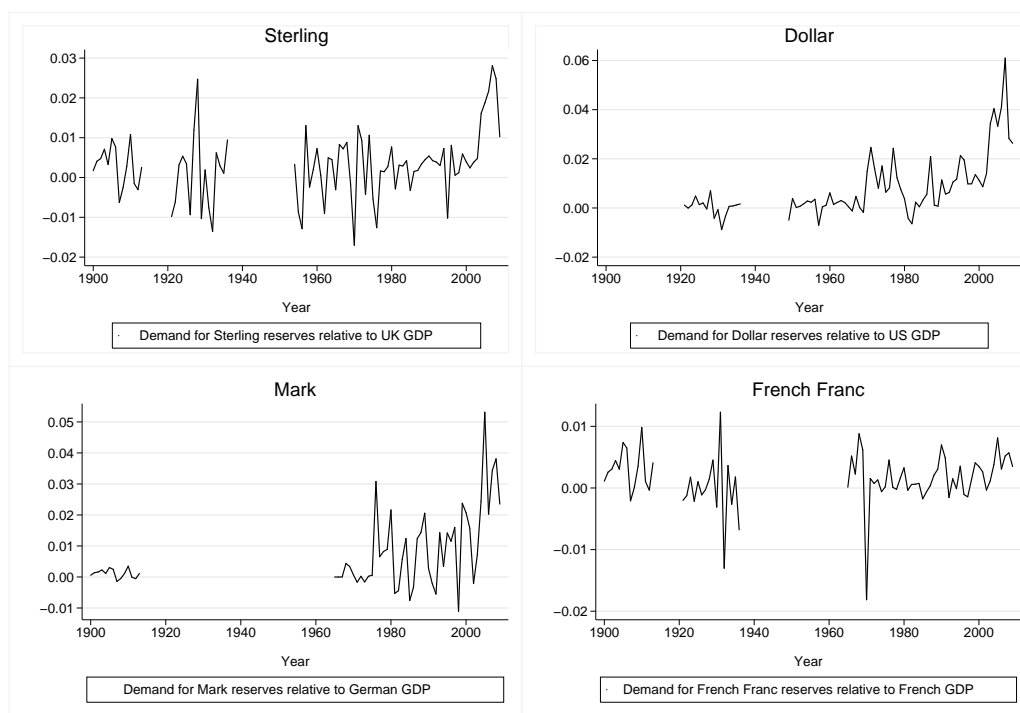 Sterling
0.03
0.02
0.01
0.00
−0.01
−0.02
1900 1920 1940 1960 1980 2000
Year
Demand for Sterling reserves relative to UK GDP
Dollar
0.06
0.04
0.02
0.00
−0.02
1900 1920 1940 1960 1980 2000
Year
Demand for Dollar reserves relative to US GDP
Mark
0.05
0.04
0.03
0.02
0.01
0.00
−0.01
1900 1920 1940 1960 1980 2000
Year
Demand for Mark reserves relative to German GDP
French Franc
0.01
0.00
−0.01
−0.02
1900 1920 1940 1960 1980 2000
Year
Demand for French Franc reserves relative to French GDP